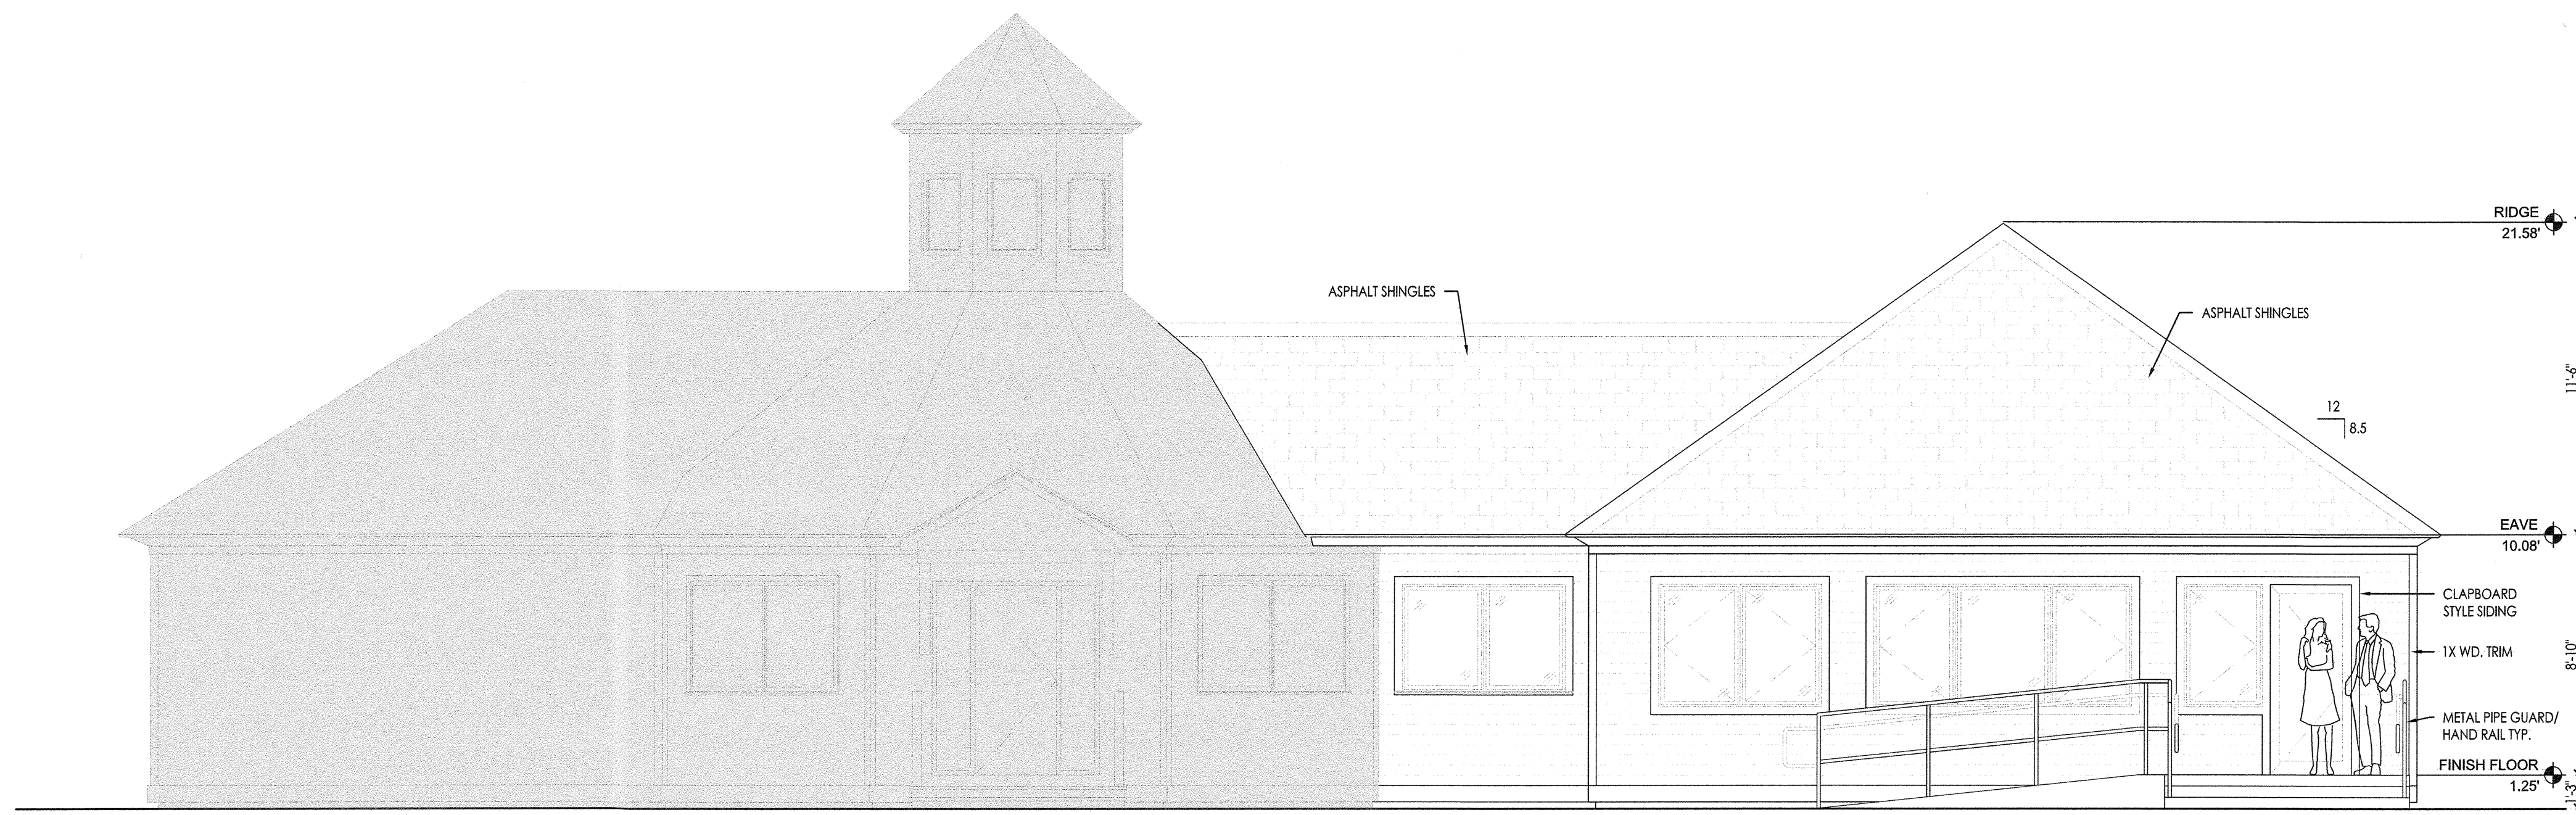 RIDGE
21.58'
ASPHALT SHINGLES
ASPHALT SHINGLES
11'-6"
12
8.5
EAVE
10.08'
CLAPBOARD
STYLE SIDING
8'-10"
1X WD. TRIM
METAL PIPE GUARD/
HAND RAIL TYP.
FINISH FLOOR
1.25'
1'-3"